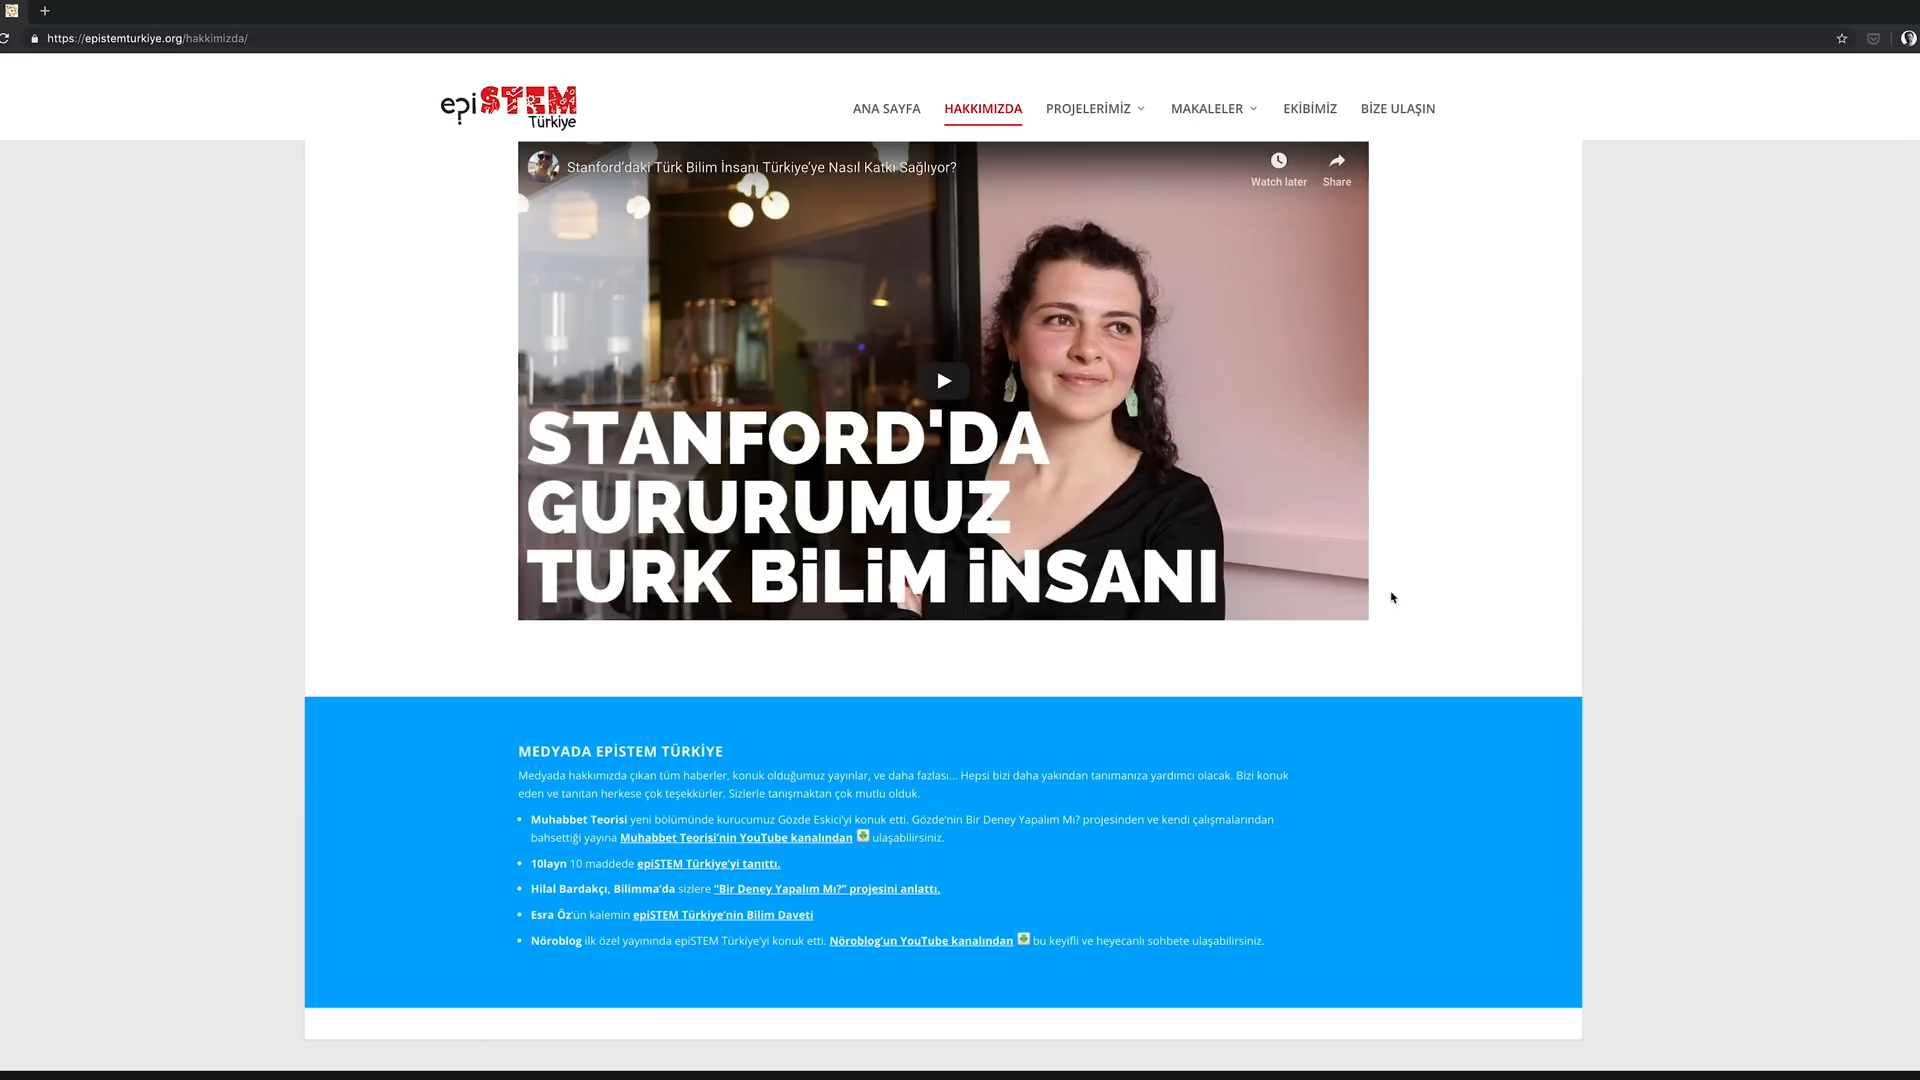 https://epistemturkiye.org/hakkimizda/
epiSTEM
Türkiye
ANA SAYFA HAKKIMIZDA PROJELERİMİZ MAKALELER EKİBİMİZ BİZE ULAŞIN
Stanford'daki Türk Bilim İnsanı Türkiye'ye Nasıl Katkı Sağlıyor?
Watch later Share
STANFORD'DA
GURURUMUZ
TURK BiLiM iNSANI
MEDYADA EPİSTEM TÜRKİYE
Medyada hakkımızda çıkan tüm haberler, konuk olduğumuz yayınlar, ve daha fazlası… Hepsi bizi daha yakından tanımanıza yardımcı olacak. Bizi konuk
eden ve tanıtan herkese çok teşekkürler. Sizlerle tanışmaktan çok mutlu olduk.
• Muhabbet Teorisi yeni bölümünde kurucumuz Gözde Eskici'yi konuk etti. Gözde'nin Bir Deney Yapalım Mı? projesinden ve kendi çalışmalarından
bahsettiği yayına Muhabbet Teorisi'nin YouTube kanalından ulaşabilirsiniz.
• 10layn 10 maddede epiSTEM Türkiye'yi tanıttı.
• Hilal Bardakçı, Bilimma'da sizlere "Bir Deney Yapalım Mı?" projesini anlattı.
• Esra Öz'ün kalemin epiSTEM Türkiye'nin Bilim Daveti
• Nöroblog ilk özel yayınında epiSTEM Türkiye'yi konuk etti. Nöroblog'un YouTube kanalından bu keyifli ve heyecanlı sohbete ulaşabilirsiniz.